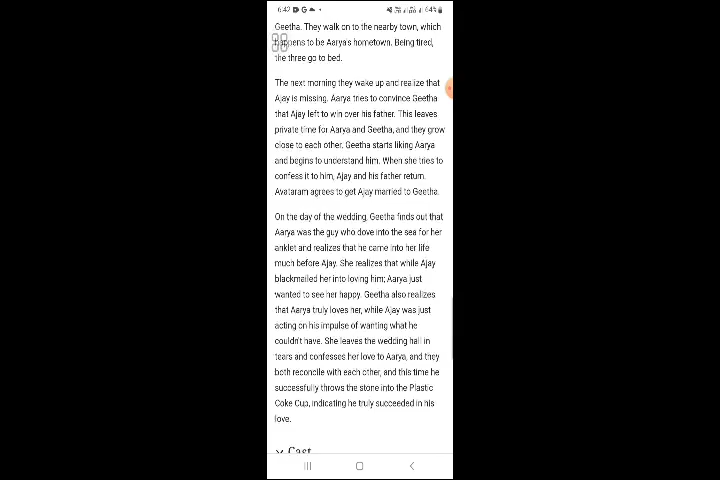 6:42
64%
Geetha. They walk on to the nearby town, which
happens to be Aarya's hometown. Being tired,
the three go to bed.
The next morning they wake up and realize that
Ajay is missing. Aarya tries to convince Geetha
that Ajay left to win over his father. This leaves
private time for Aarya and Geetha, and they grow
close to each other. Geetha starts liking Aarya
and begins to understand him. When she tries to
confess it to him, Ajay and his father return.
Avataram agrees to get Ajay married to Geetha.
On the day of the wedding, Geetha finds out that
Aarya was the guy who dove into the sea for her
anklet and realizes that he came into her life
much before Ajay. She realizes that while Ajay
blackmailed her into loving him; Aarya just
wanted to see her happy. Geetha also realizes
that Aarya truly loves her, while Ajay was just
acting on his impulse of wanting what he
couldn't have. She leaves the wedding hall in
tears and confesses her love to Aarya, and they
both reconcile with each other, and this time he
successfully throws the stone into the Plastic
Coke Cup, indicating he truly succeeded in his
love.
Cast